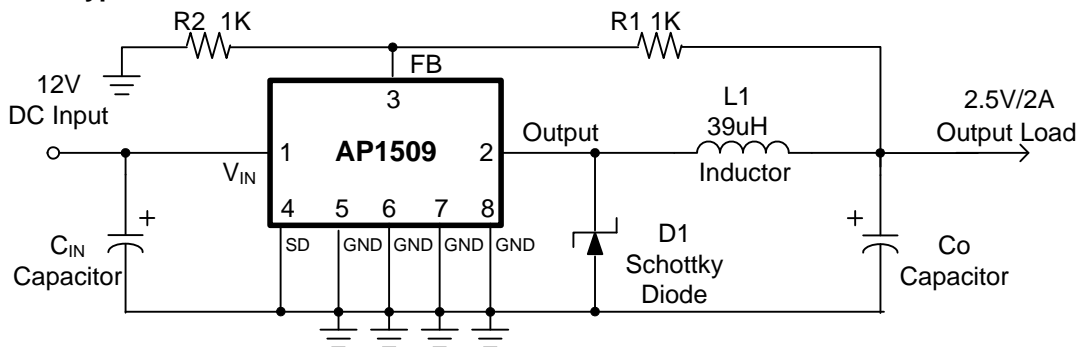 R2 1K
R1 1K
FB
12V
DC Input
3
L1
39uH
Inductor
2.5V/2A
Output Load
Output
1
AP1509
2
VIN
4
5
6
7
8
SD
GND
GND
GND
GND
CIN
Capacitor
D1
Schottky
Diode
Co
Capacitor
+
+